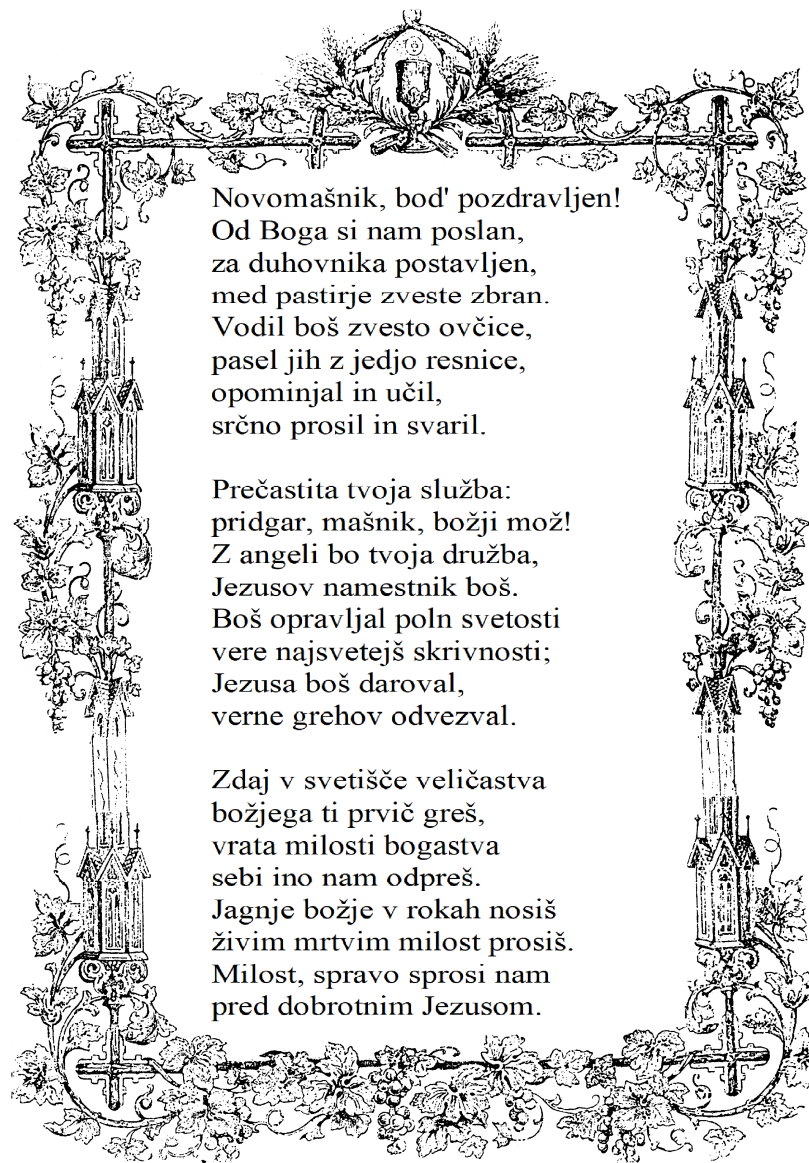 Novomašnik, bod' pozdravljen!
Od Boga si nam poslan,
za duhovnika postavljen,
med pastirje zveste zbran.
Vodil boš zvesto ovčice,
pasel jih z jedjo resnice,
opominjal in učil,
srčno prosil in svaril.

Prečastita tvoja služba:
pridgar, mašnik, božji mož!
Z angeli bo tvoja družba,
Jezusov namestnik boš.
Boš opravljal poln svetosti
vere najsvetejš skrivnosti;
Jezusa boš daroval,
verne grehov odvezval.

Zdaj v svetišče veličastva
božjega ti prvič greš,
vrata milosti bogastva
sebi ino nam odpreš.
Jagnje božje v rokah nosiš
živim mrtvim milost prosiš.
Milost, spravo sprosi nam
pred dobrotnim Jezusom.